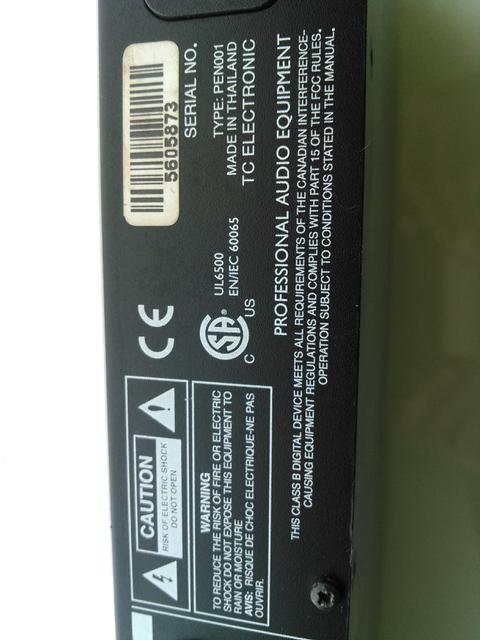 CAUTION
RISK OF ELECTRIC SHOCK
DO NOT OPEN
WARNING
TO REDUCE THE RISK OF FIRE OR ELECTRIC
SHOCK DO NOT EXPOSE THIS EQUIPMENT TO
RAIN OR MOISTURE
AVIS: RISQUE DE CHOC ELECTRIQUE-NE PAS
OUVRIR.
CE
C SA US
UL6500
EN/IEC 60065
5605873
SERIAL NO.
TYPE: PEN001
MADE IN THAILAND
TC ELECTRONIC
PROFESSIONAL AUDIO EQUIPMENT
THIS CLASS B DIGITAL DEVICE MEETS ALL REQUIREMENTS OF THE CANADIAN INTERFERENCE-
CAUSING EQUIPMENT REGULATIONS AND COMPLIES WITH PART 15 OF THE FCC RULES.
OPERATION SUBJECT TO CONDITIONS STATED IN THE MANUAL.